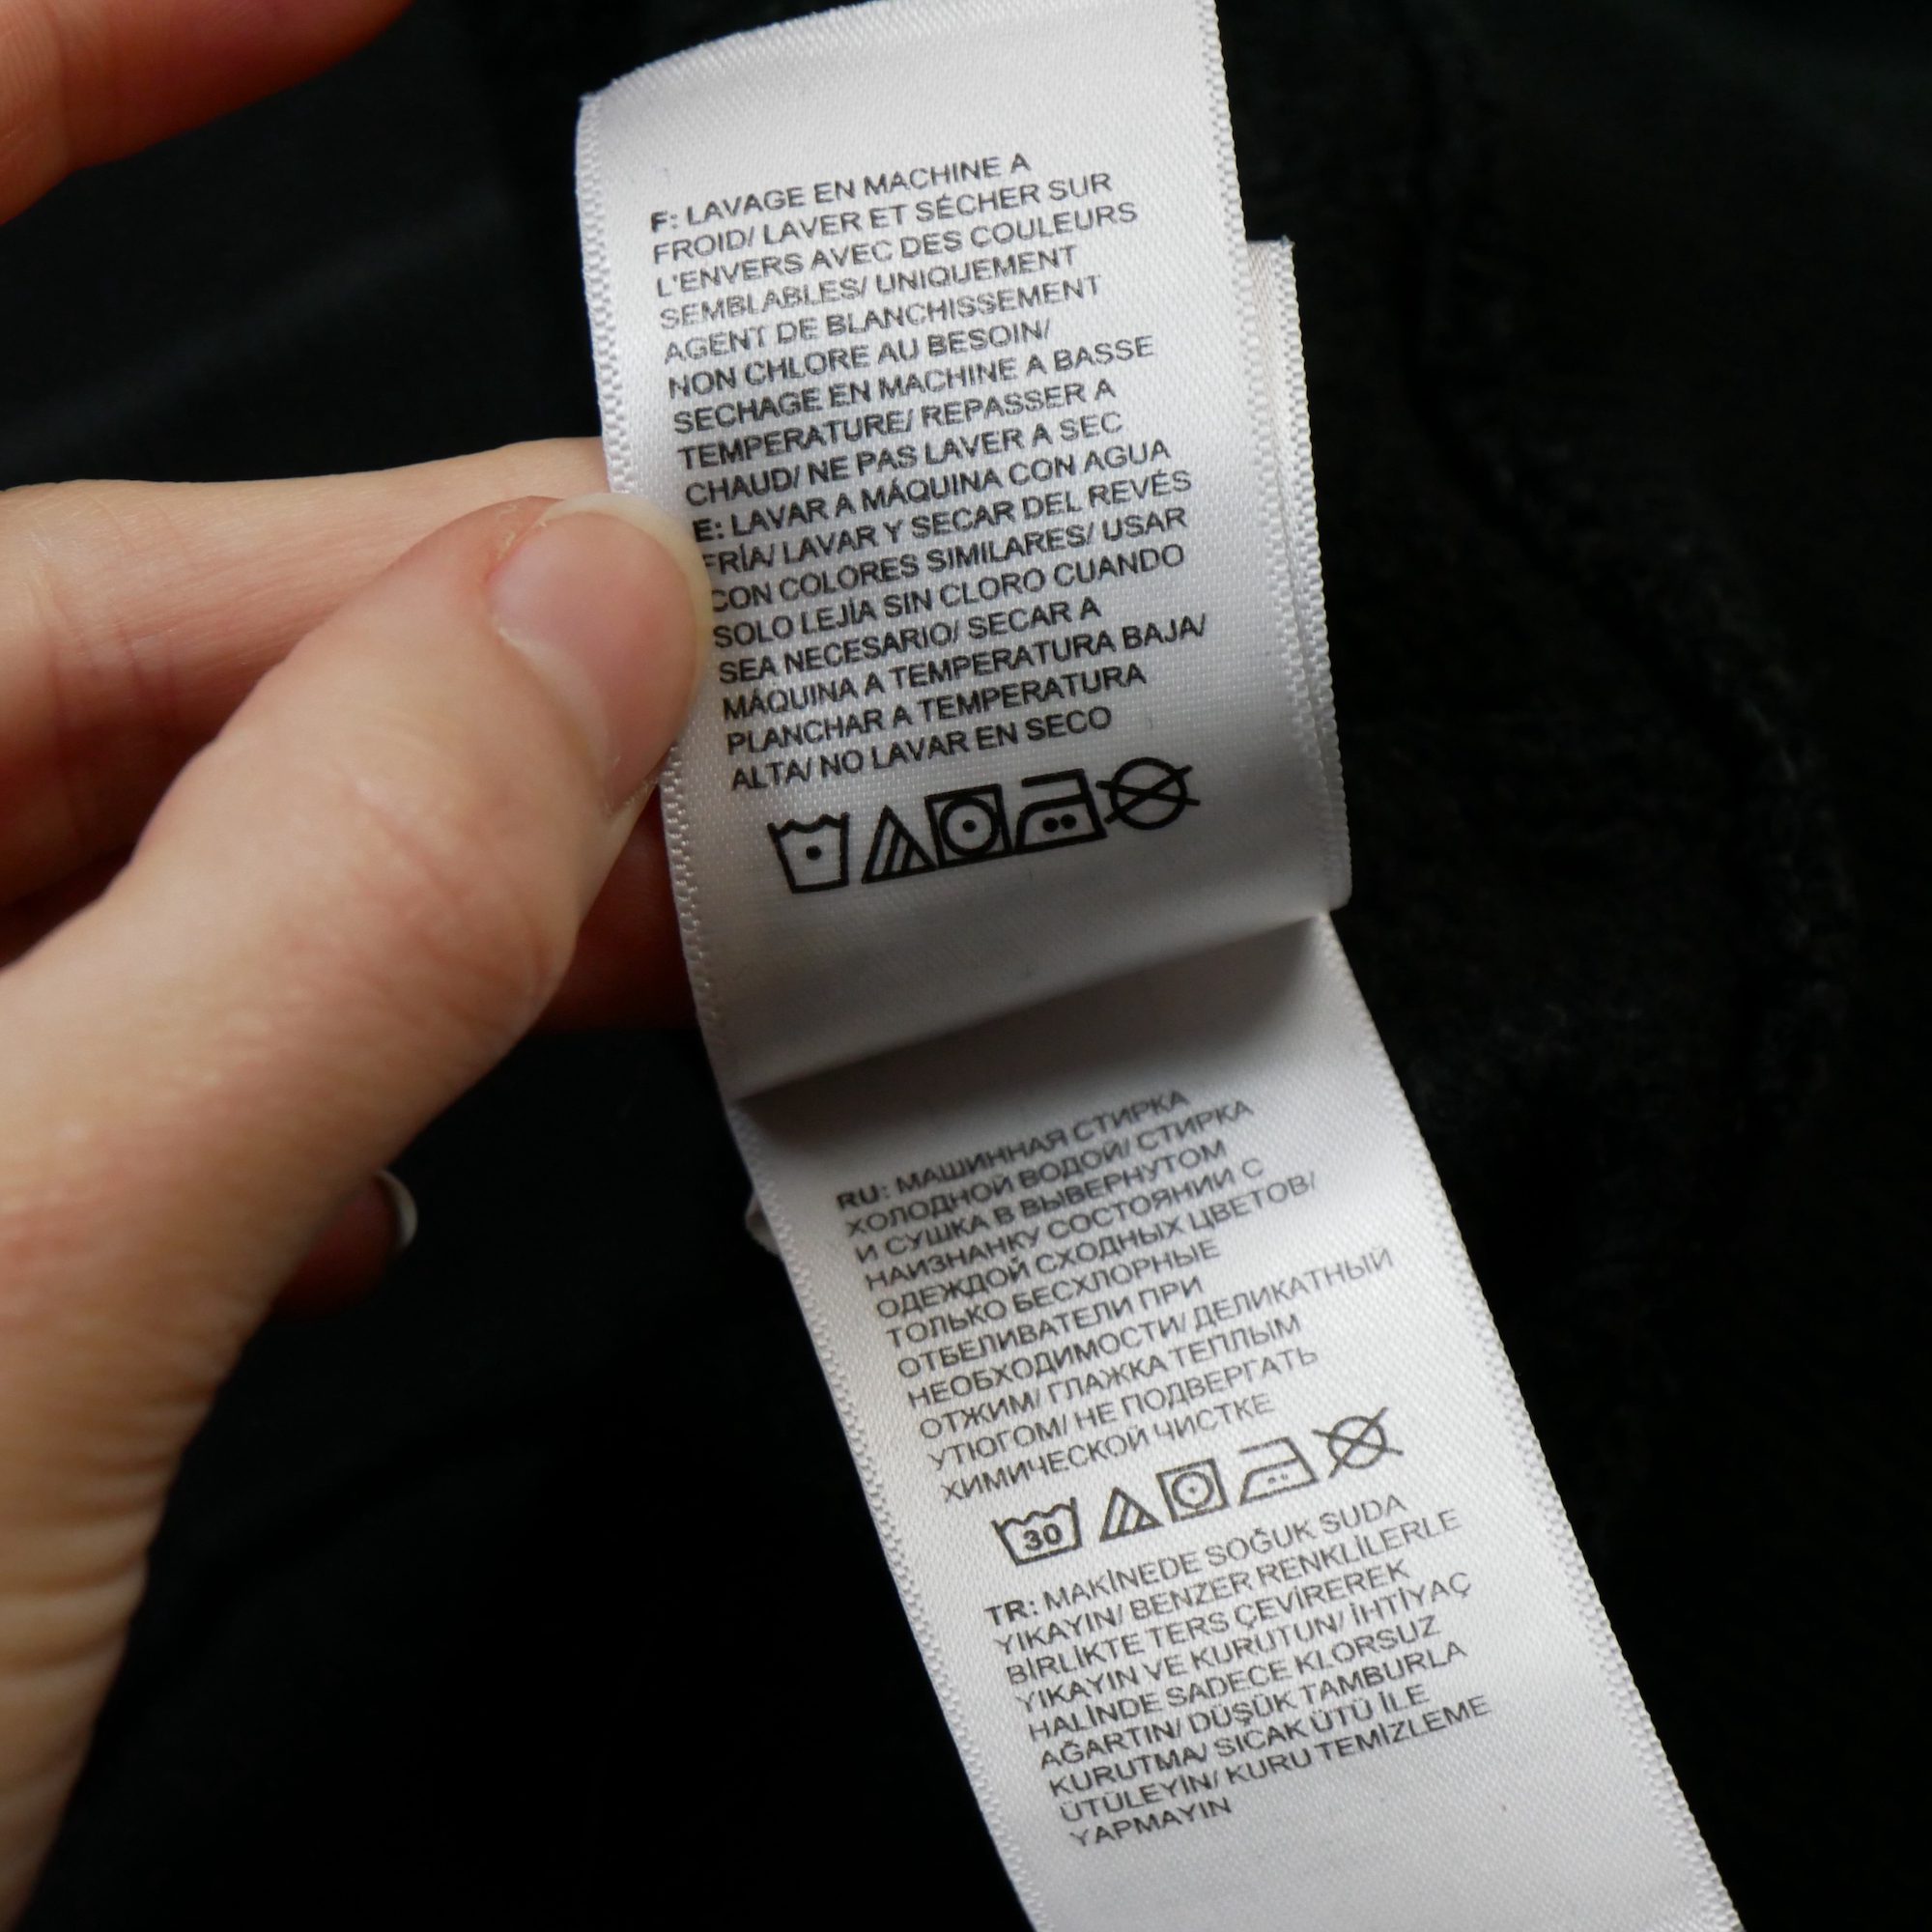 F: LAVAGE EN MACHINE A
FROID/ LAVER ET SÉCHER SUR
L'ENVERS AVEC DES COULEURS
SEMBLABLES/ UNIQUEMENT
AGENT DE BLANCHISSEMENT
NON CHLORE AU BESOIN/
SECHAGE EN MACHINE A BASSE
TEMPERATURE/ REPASSER A
CHAUD/ NE PAS LAVER A SEC
E: LAVAR A MÁQUINA CON AGUA
FRÍA/ LAVAR Y SECAR DEL REVÉS
CON COLORES SIMILARES/ USAR
SOLO LEJÍA SIN CLORO CUANDO
SEA NECESARIO/ SECAR A
MÁQUINA A TEMPERATURA BAJA/
PLANCHAR A TEMPERATURA
ALTA/ NO LAVAR EN SECO
RU: МАШИННАЯ СТИРКА
ХОЛОДНОЙ ВОДОЙ/ СТИРКА
И СУШКА В ВЫВЕРНУТОМ
НАИЗНАНКУ СОСТОЯНИИ С
ОДЕЖДОЙ СХОДНЫХ ЦВЕТОВ/
ТОЛЬКО БЕСХЛОРНЫЕ
ОТБЕЛИВАТЕЛИ ПРИ
НЕОБХОДИМОСТИ/ ДЕЛИКАТНЫЙ
ОТЖИМ/ ГЛАЖКА ТЕПЛЫМ
УТЮГОМ/ НЕ ПОДВЕРГАТЬ
ХИМИЧЕСКОЙ ЧИСТКЕ
30
TR: MAKİNEDE SOĞUK SUDA
YIKAYIN/ BENZER RENKLİLERLE
BİRLİKTE TERS ÇEVİREREK
YIKAYIN VE KURUTUN/ İHTİYAÇ
HALİNDE SADECE KLORSUZ
AĞARTIN/ DÜŞÜK TAMBURLA
KURUTMA/ SICAK ÜTÜ İLE
ÜTÜLEYİN/ KURU TEMİZLEME
YAPMAYIN